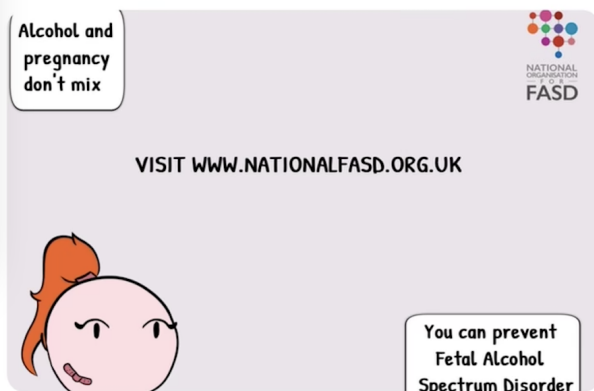 Alcohol and
pregnancy
don't mix
NATIONAL
ORGANISATION
FOR
FASD
VISIT WWW.NATIONALFASD.ORG.UK
You can prevent
Fetal Alcohol
Spectrum Disorder